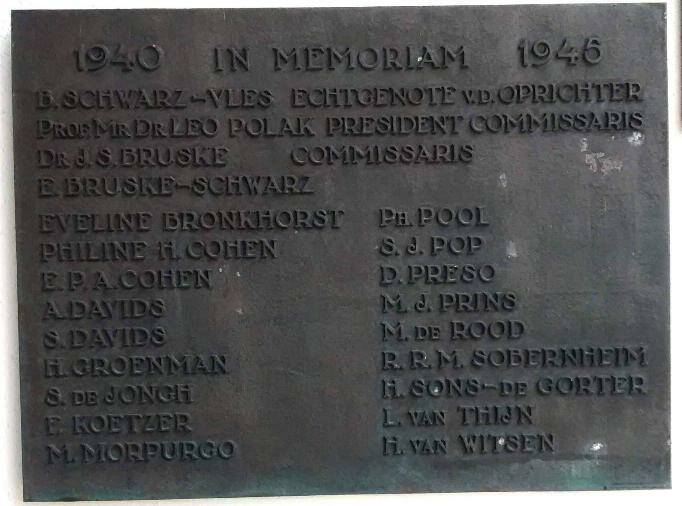 1940 IN MEMORIAM 1945
B. SCHWARZ-VLES ECHTGENOTE V.D. OPRICHTER
PROF. MR. DR LEO POLAK PRESIDENT COMMISSARIS
DR J. S. BRUSKE COMMISSARIS
E. BRUSKE-SCHWARZ
EVELINE BRONKHORST PH. POOL
PHILINE H. COHEN S. J. POP
E. P. A. COHEN D. PRESO
A. DAVIDS M. J. PRINS
S. DAVIDS M. DE ROOD
H. GROENMAN R. R. M. SOBERNHEIM
S. DE JONGH H. SONS-DE GORTER
F. KOETZER L. VAN THIJN
M. MORPURGO H. VAN WITSEN